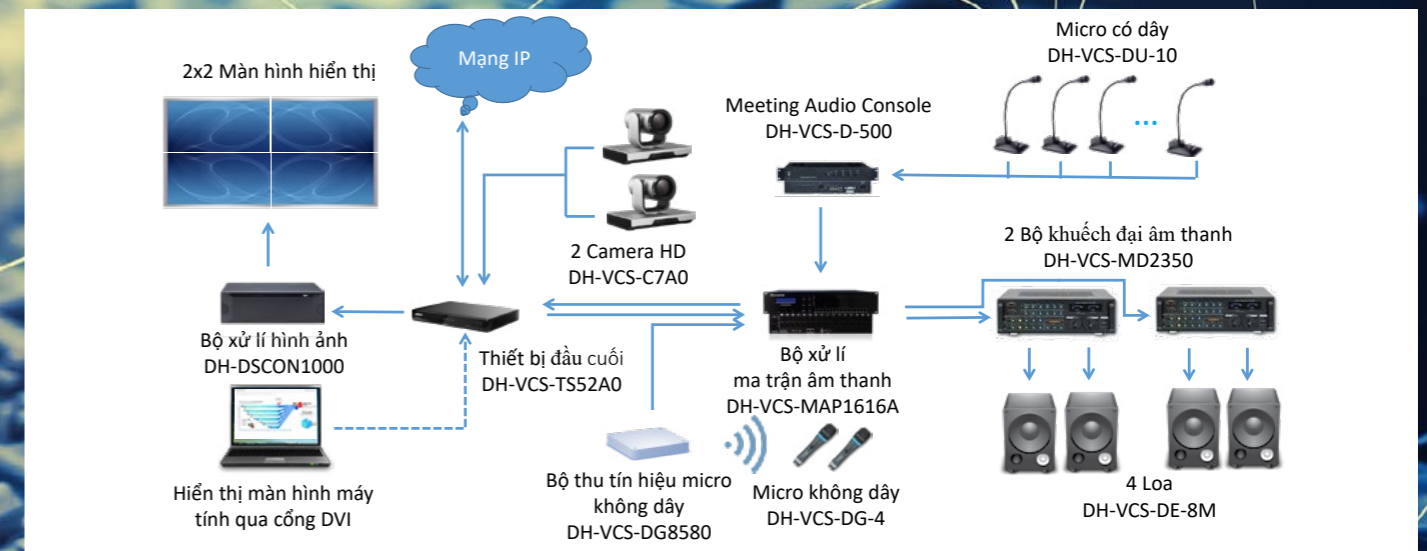 Mạng IP
2x2 Màn hình hiển thị
Micro có dây
DH-VCS-DU-10
Meeting Audio Console
DH-VCS-D-500
...
2 Camera HD
DH-VCS-C7A0
2 Bộ khuếch đại âm thanh
DH-VCS-MD2350
Bộ xử lí hình ảnh
DH-DSCON1000
Thiết bị đầu cuối
DH-VCS-TS52A0
Bộ xử lí
ma trận âm thanh
DH-VCS-MAP1616A
Hiển thị màn hình máy
tính qua cổng DVI
Bộ thu tín hiệu micro
không dây
DH-VCS-DG8580
Micro không dây
DH-VCS-DG-4
4 Loa
DH-VCS-DE-8M